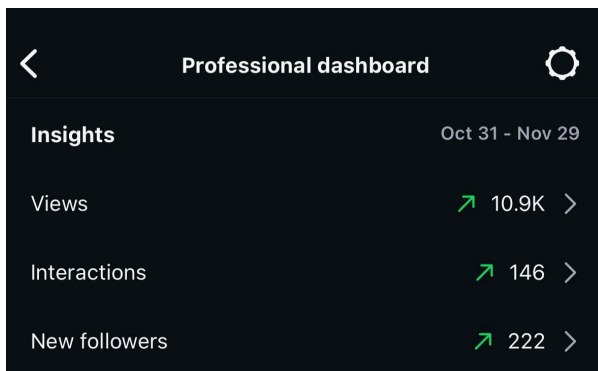 Professional dashboard
Insights Oct 31 - Nov 29
Views 10.9K
Interactions 146
New followers 222